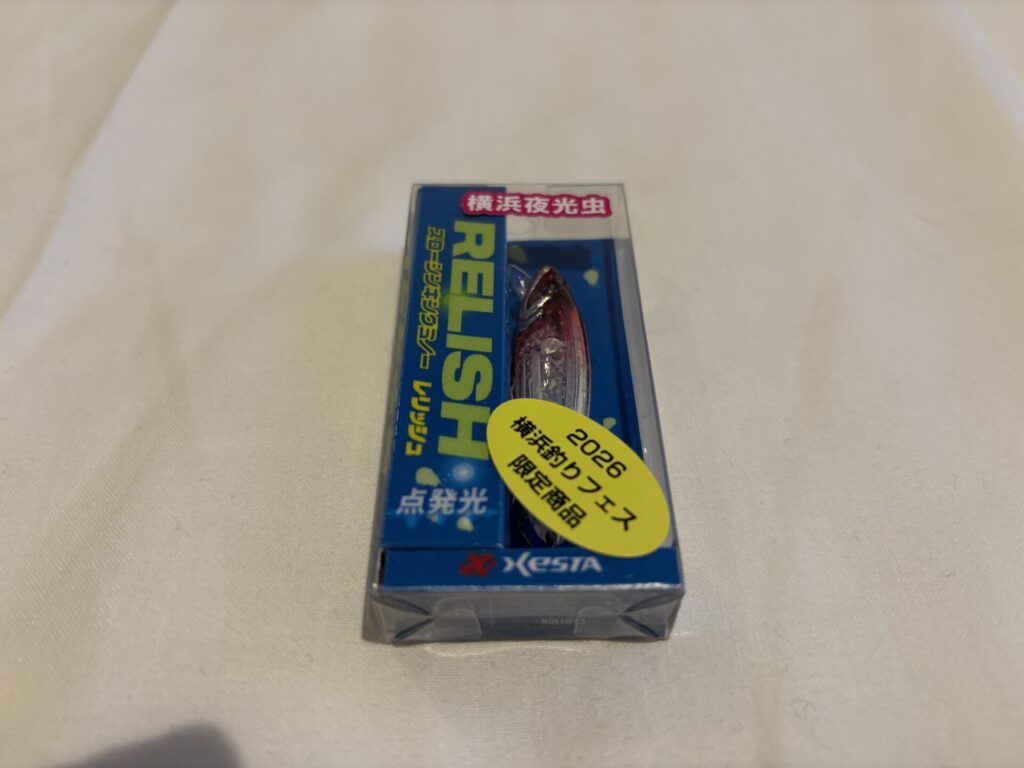 横浜夜光虫
RELISH
スローシンキングミノー レリッシュ
点発光
2026
横浜釣りフェス
限定商品
XESTA
CAUTION